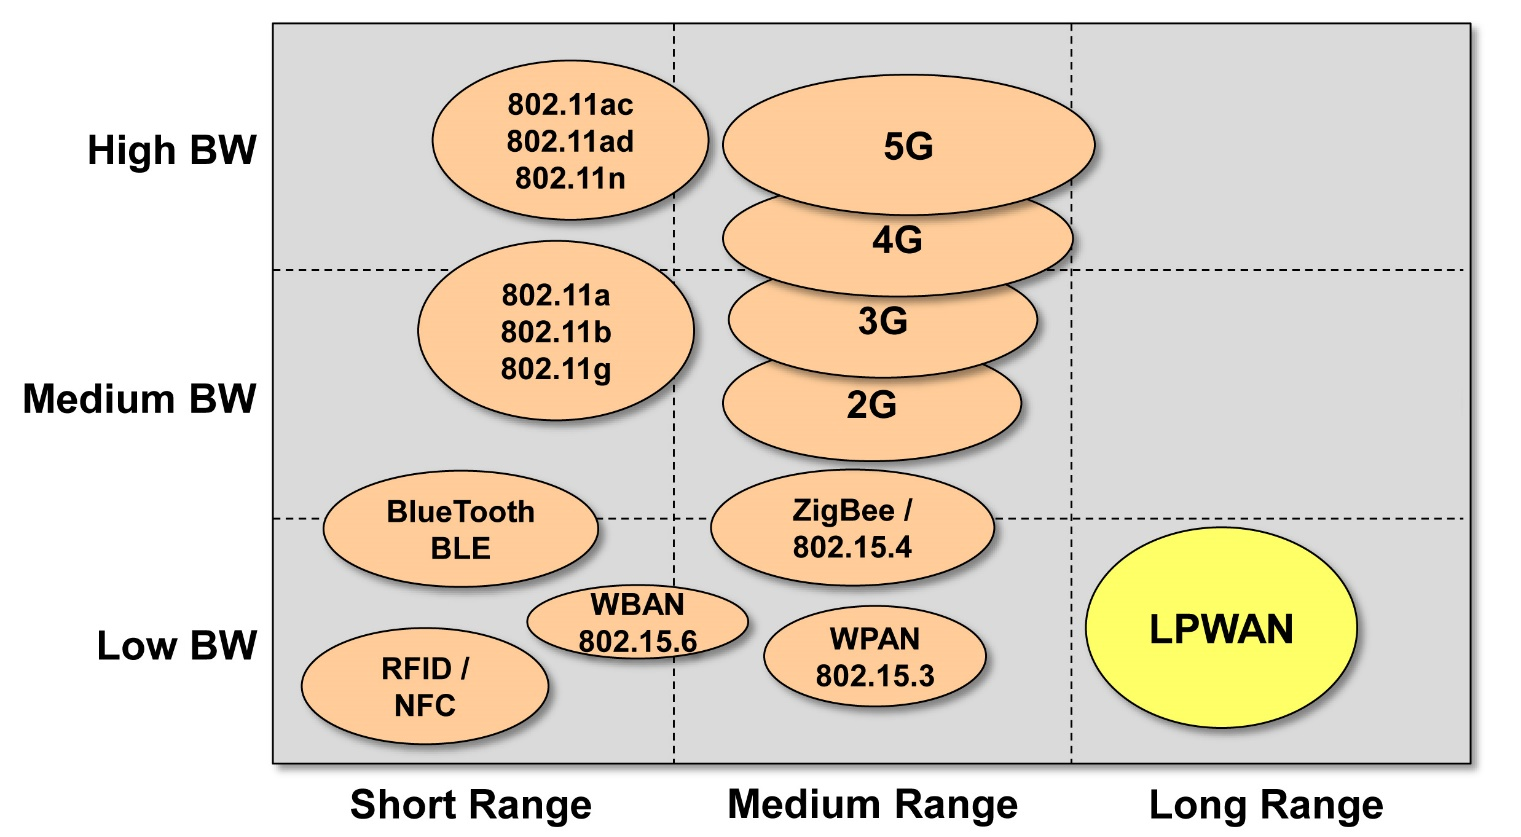 High BW
802.11ac
802.11ad
802.11n
5G
4G
Medium BW
802.11a
802.11b
802.11g
3G
2G
Low BW
BlueTooth
BLE
ZigBee /
802.15.4
WBAN
802.15.6
WPAN
802.15.3
RFID /
NFC
LPWAN
Short Range
Medium Range
Long Range